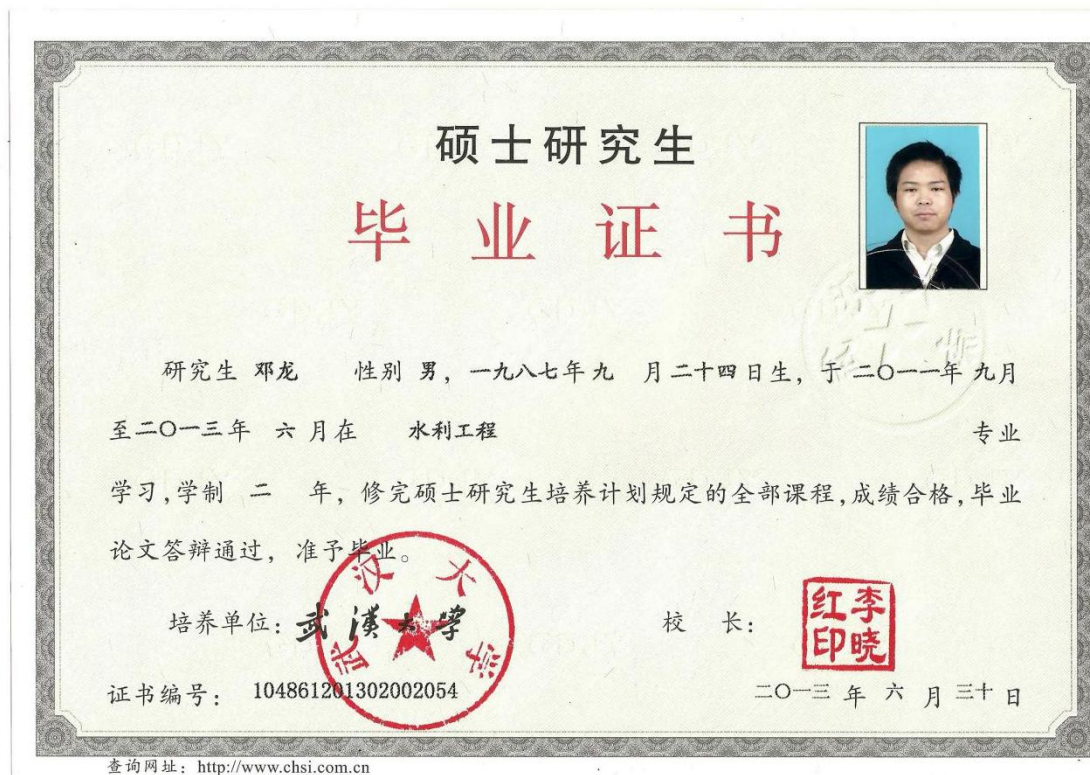 硕士研究生
毕业证书
研究生 邓龙 性别 男，一九八七年九 月二十四日生，于二〇一一年 九月
至二〇一三年 六 月在 水利工程 专业
学习，学制 二 年，修完硕士研究生培养计划规定的全部课程，成绩合格，毕业
论文答辩通过，准予毕业。
培养单位：武漢大学
武汉大学
校 长：
李晓红印
证书编号： 104861201302002054
二〇一三 年 六 月 三十 日
查询网址：http://www.chsi.com.cn